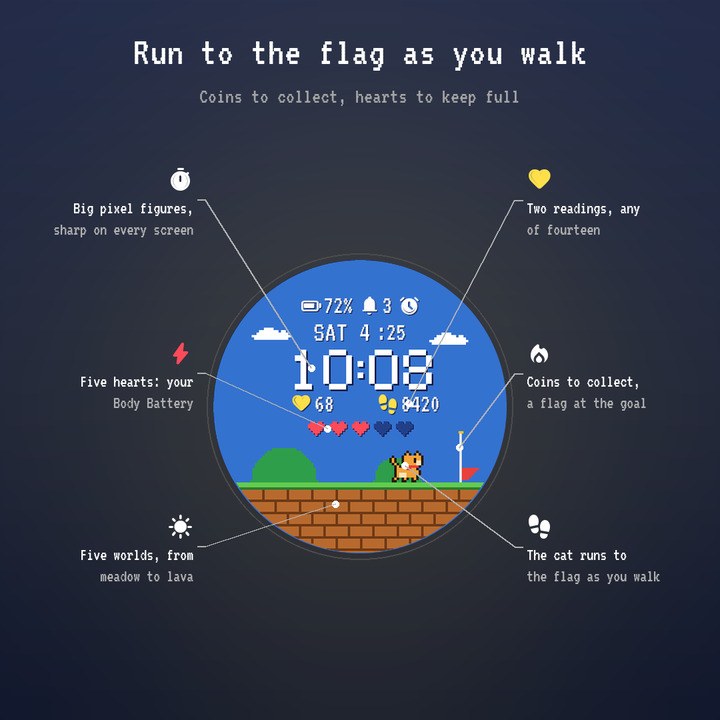 Run to the flag as you walk
Coins to collect, hearts to keep full
Big pixel figures,
sharp on every screen
Two readings, any
of fourteen
72% 3
SAT 4 :25
10:08
68 8420
Five hearts: your
Body Battery
Coins to collect,
a flag at the goal
Five worlds, from
meadow to lava
The cat runs to
the flag as you walk